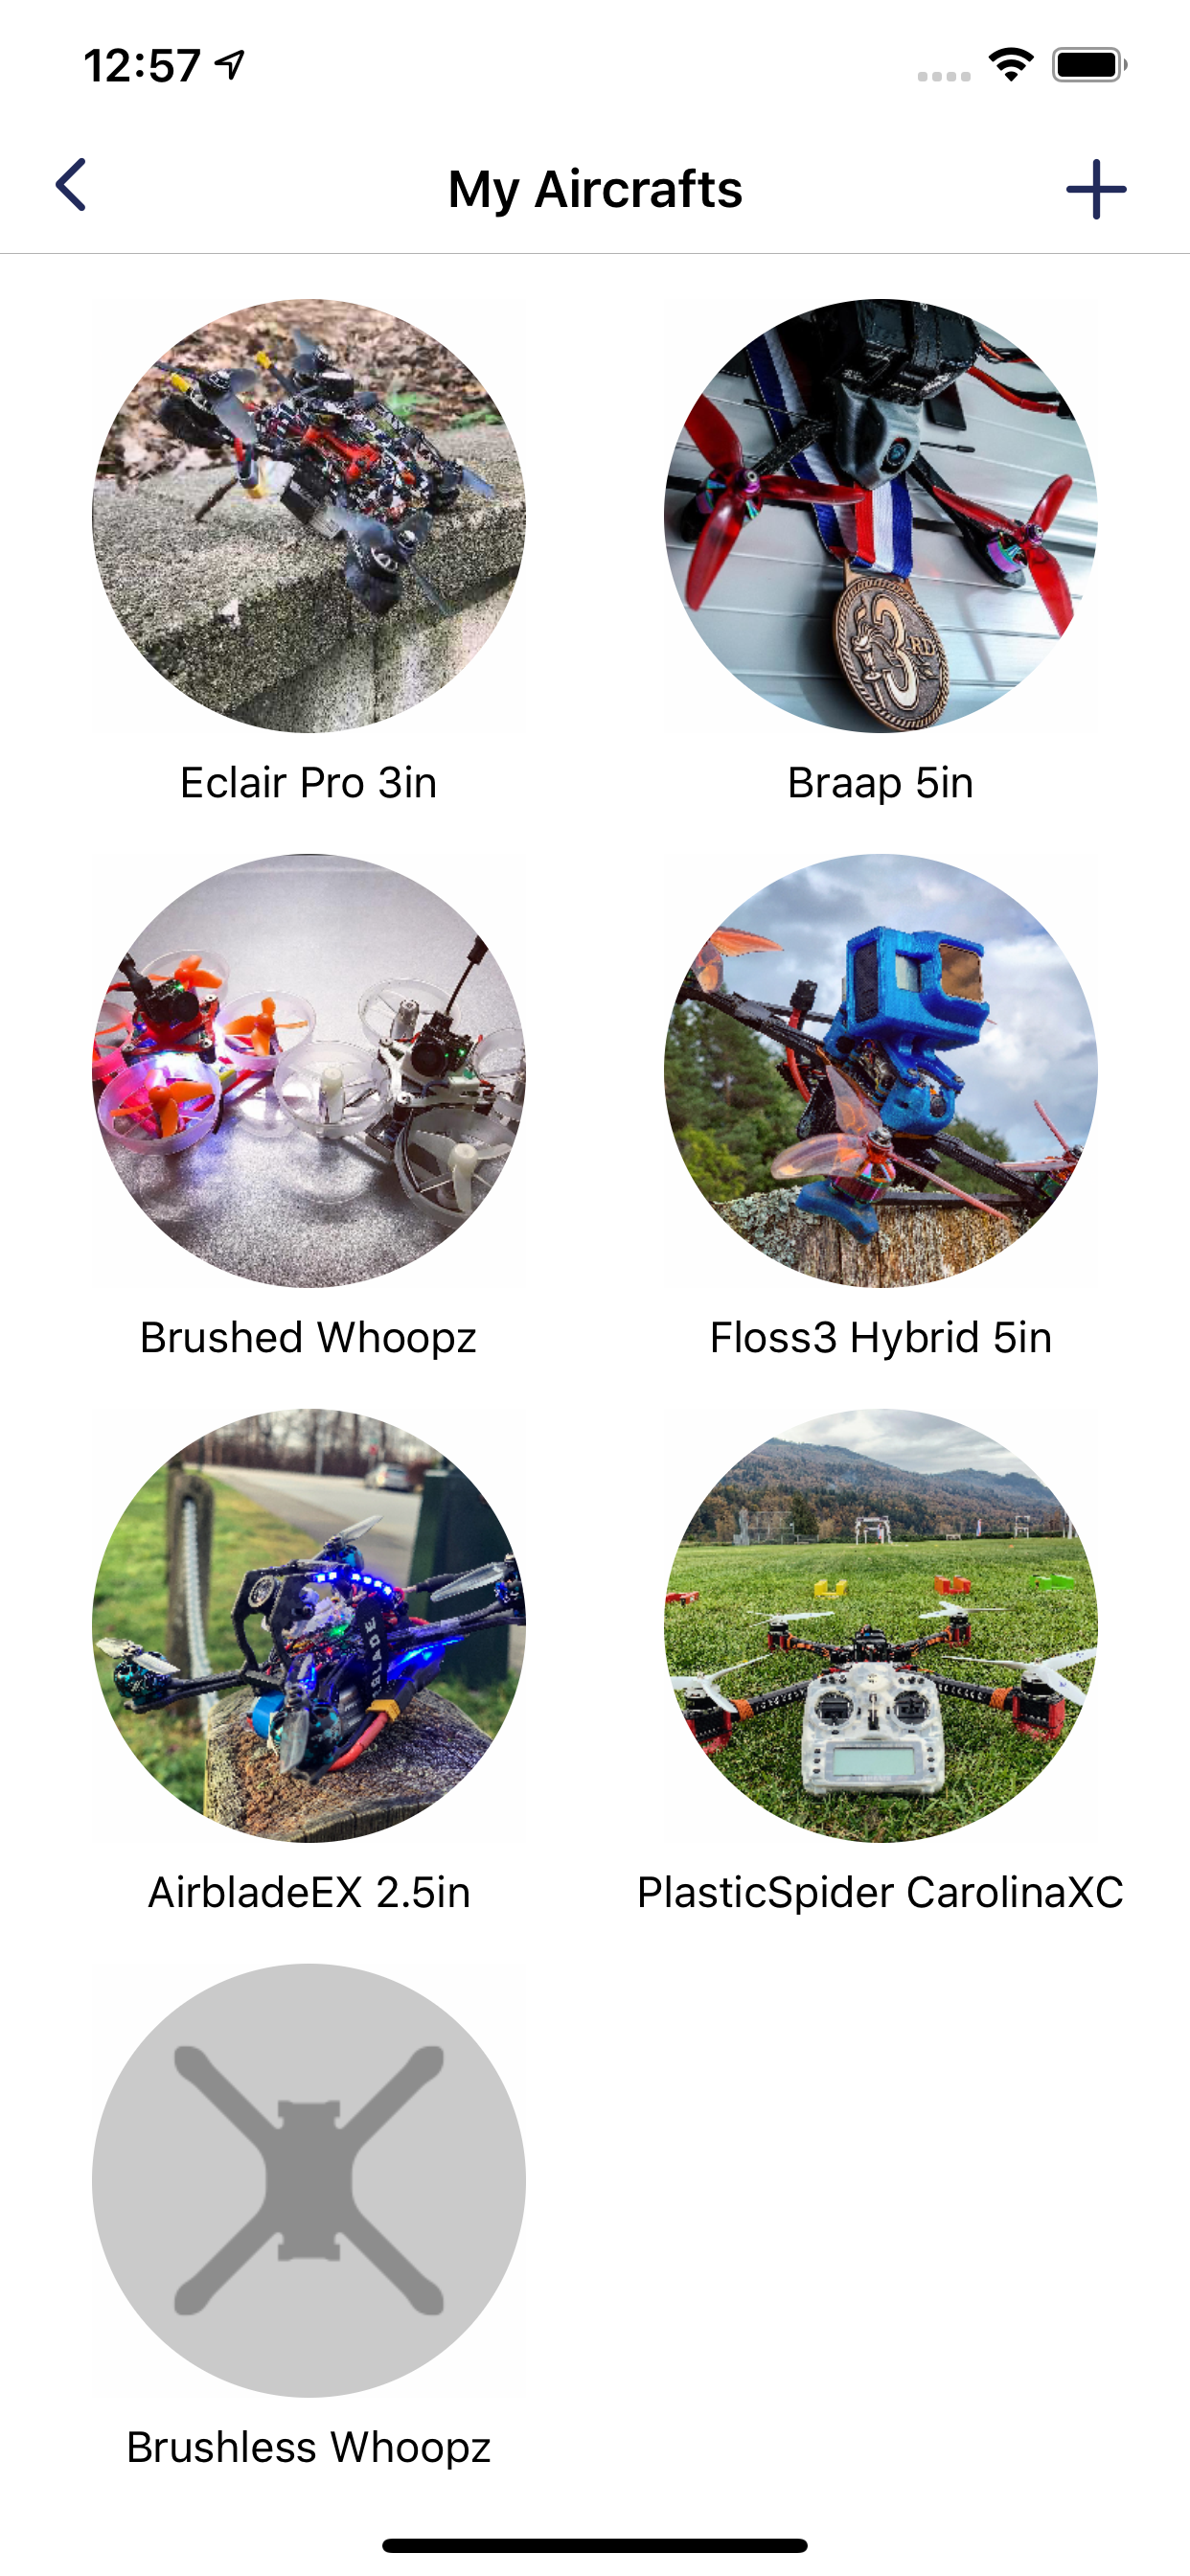 12:57
My Aircrafts
3RD
Eclair Pro 3in
Braap 5in
Brushed Whoopz
Floss3 Hybrid 5in
BLADE
AirbladeEX 2.5in
PlasticSpider CarolinaXC
Brushless Whoopz